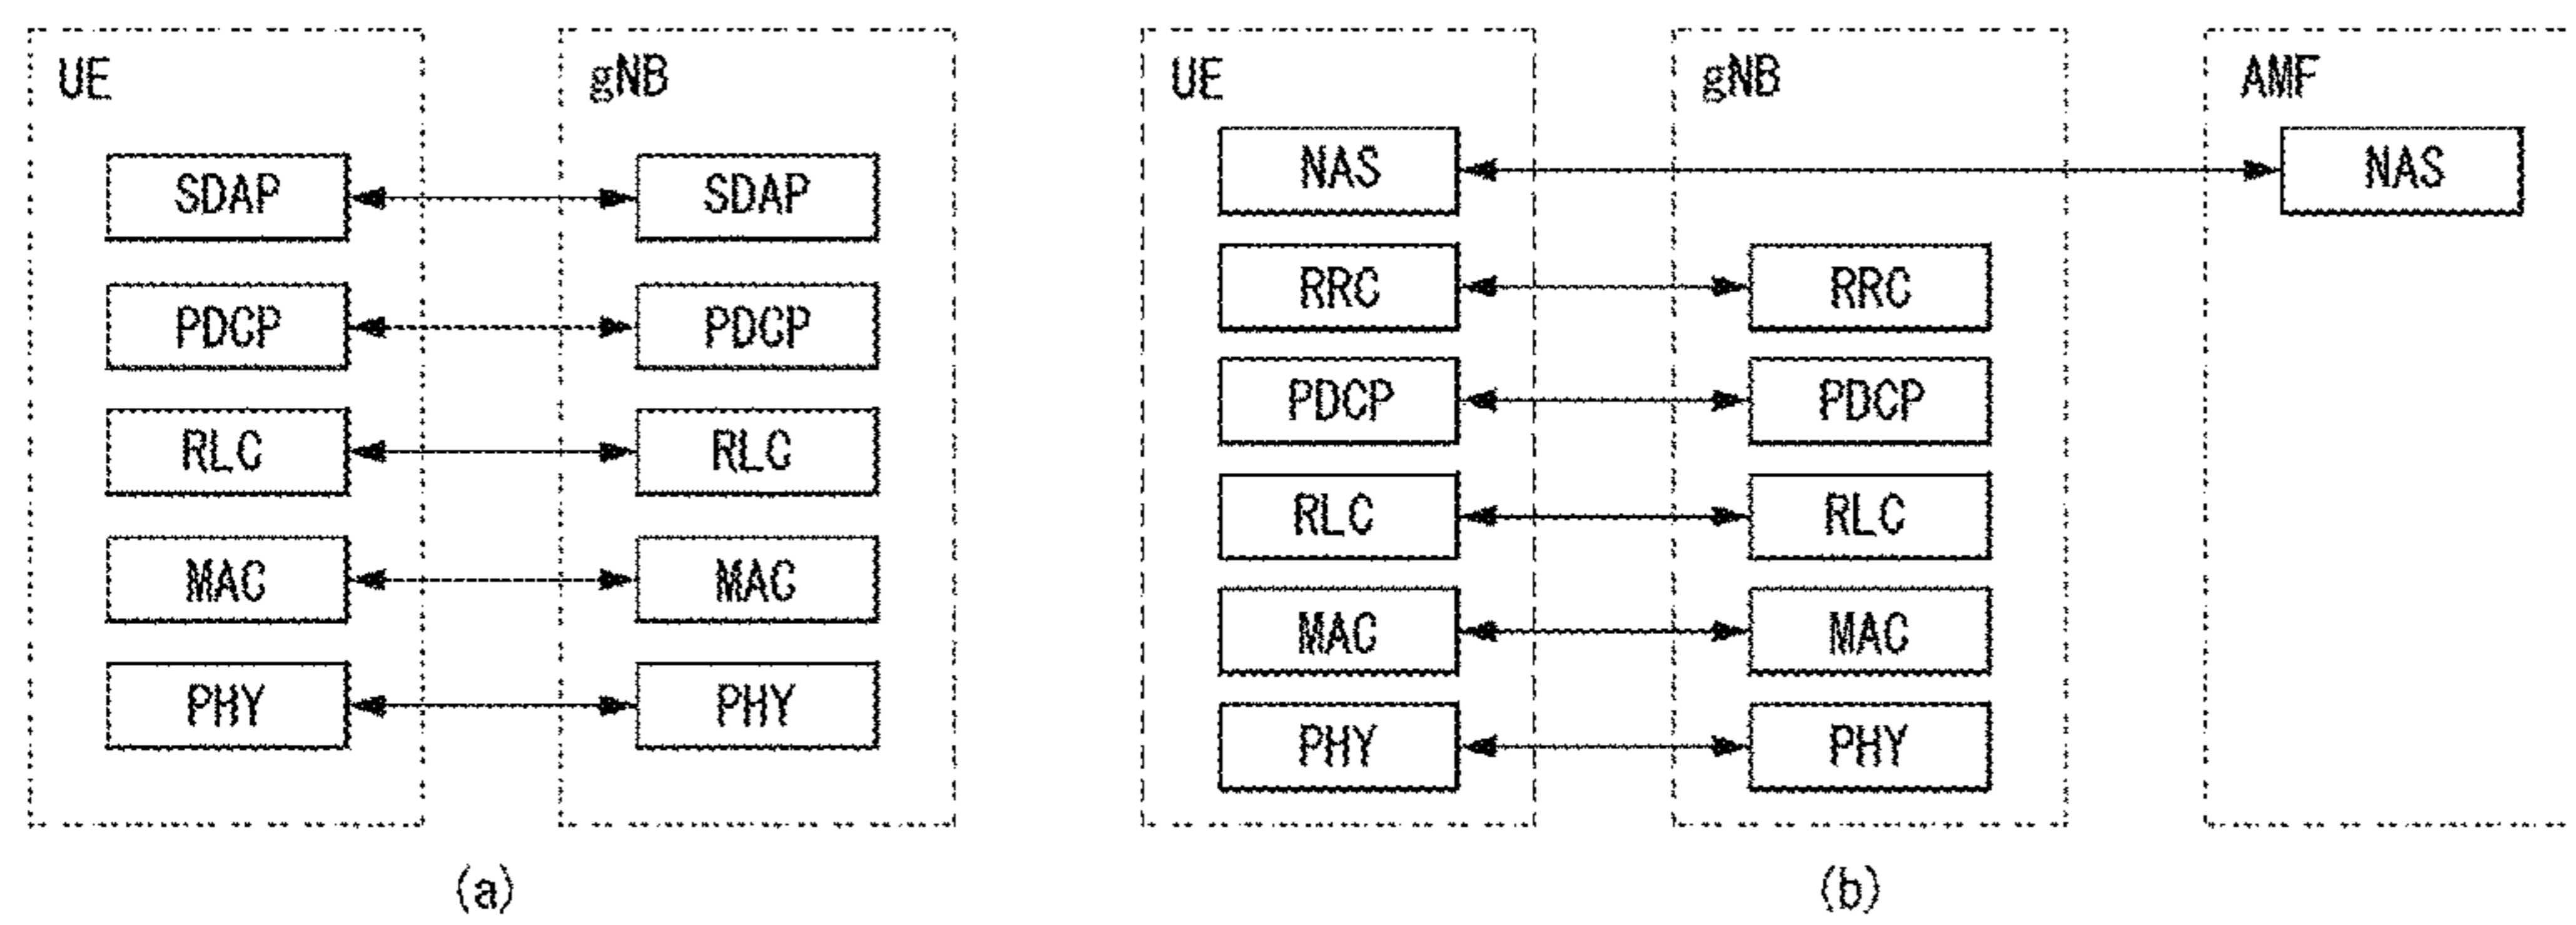 UE
gNB
SDAP
SDAP
PDCP
PDCP
RLC
RLC
MAC
MAC
PHY
PHY
(a)
UE
gNB
AMF
NAS
NAS
RRC
RRC
PDCP
PDCP
RLC
RLC
MAC
MAC
PHY
PHY
(b)